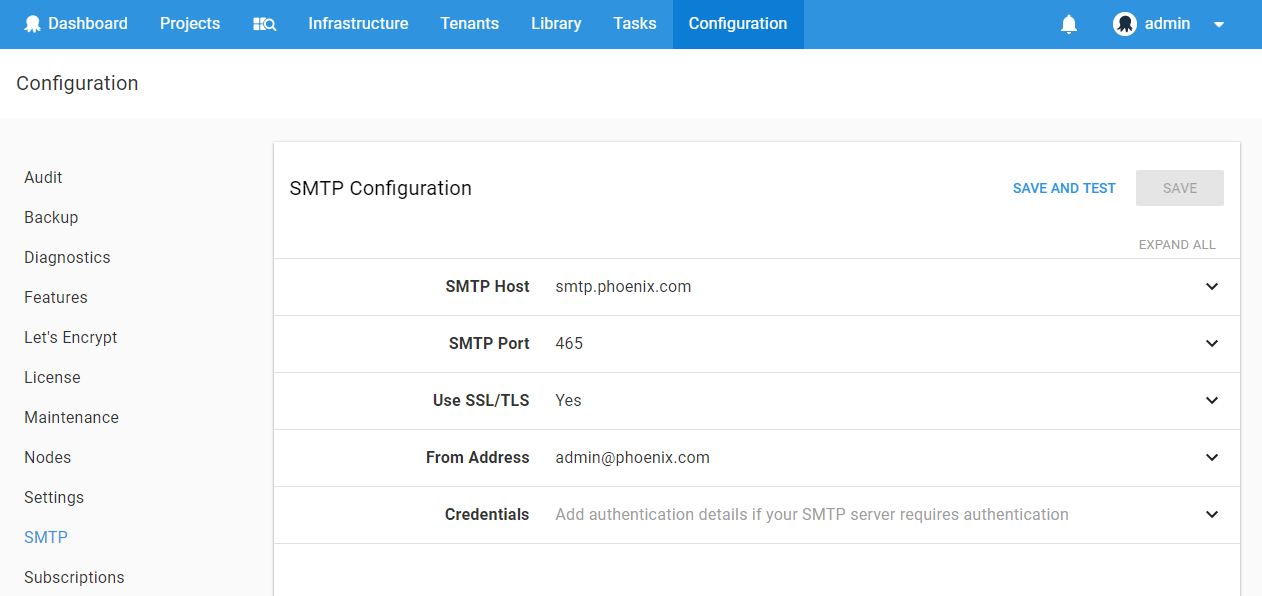 Dashboard Projects Infrastructure Tenants Library Tasks Configuration admin
Configuration
Audit
Backup
Diagnostics
Features
Let's Encrypt
License
Maintenance
Nodes
Settings
SMTP
Subscriptions
SMTP Configuration SAVE AND TEST SAVE
EXPAND ALL
SMTP Host smtp.phoenix.com
SMTP Port 465
Use SSL/TLS Yes
From Address admin@phoenix.com
Credentials Add authentication details if your SMTP server requires authentication